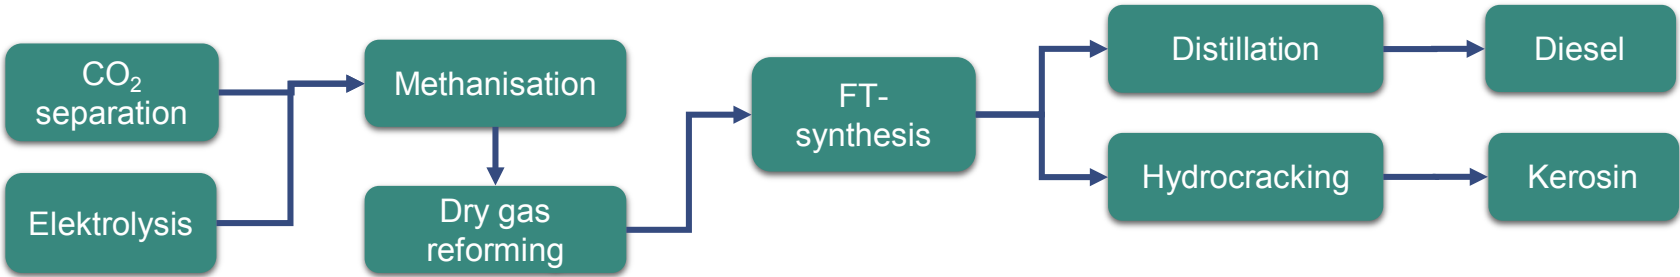 CO₂
separation
Elektrolysis
Methanisation
Dry gas
reforming
FT-
synthesis
Distillation
Diesel
Hydrocracking
Kerosin